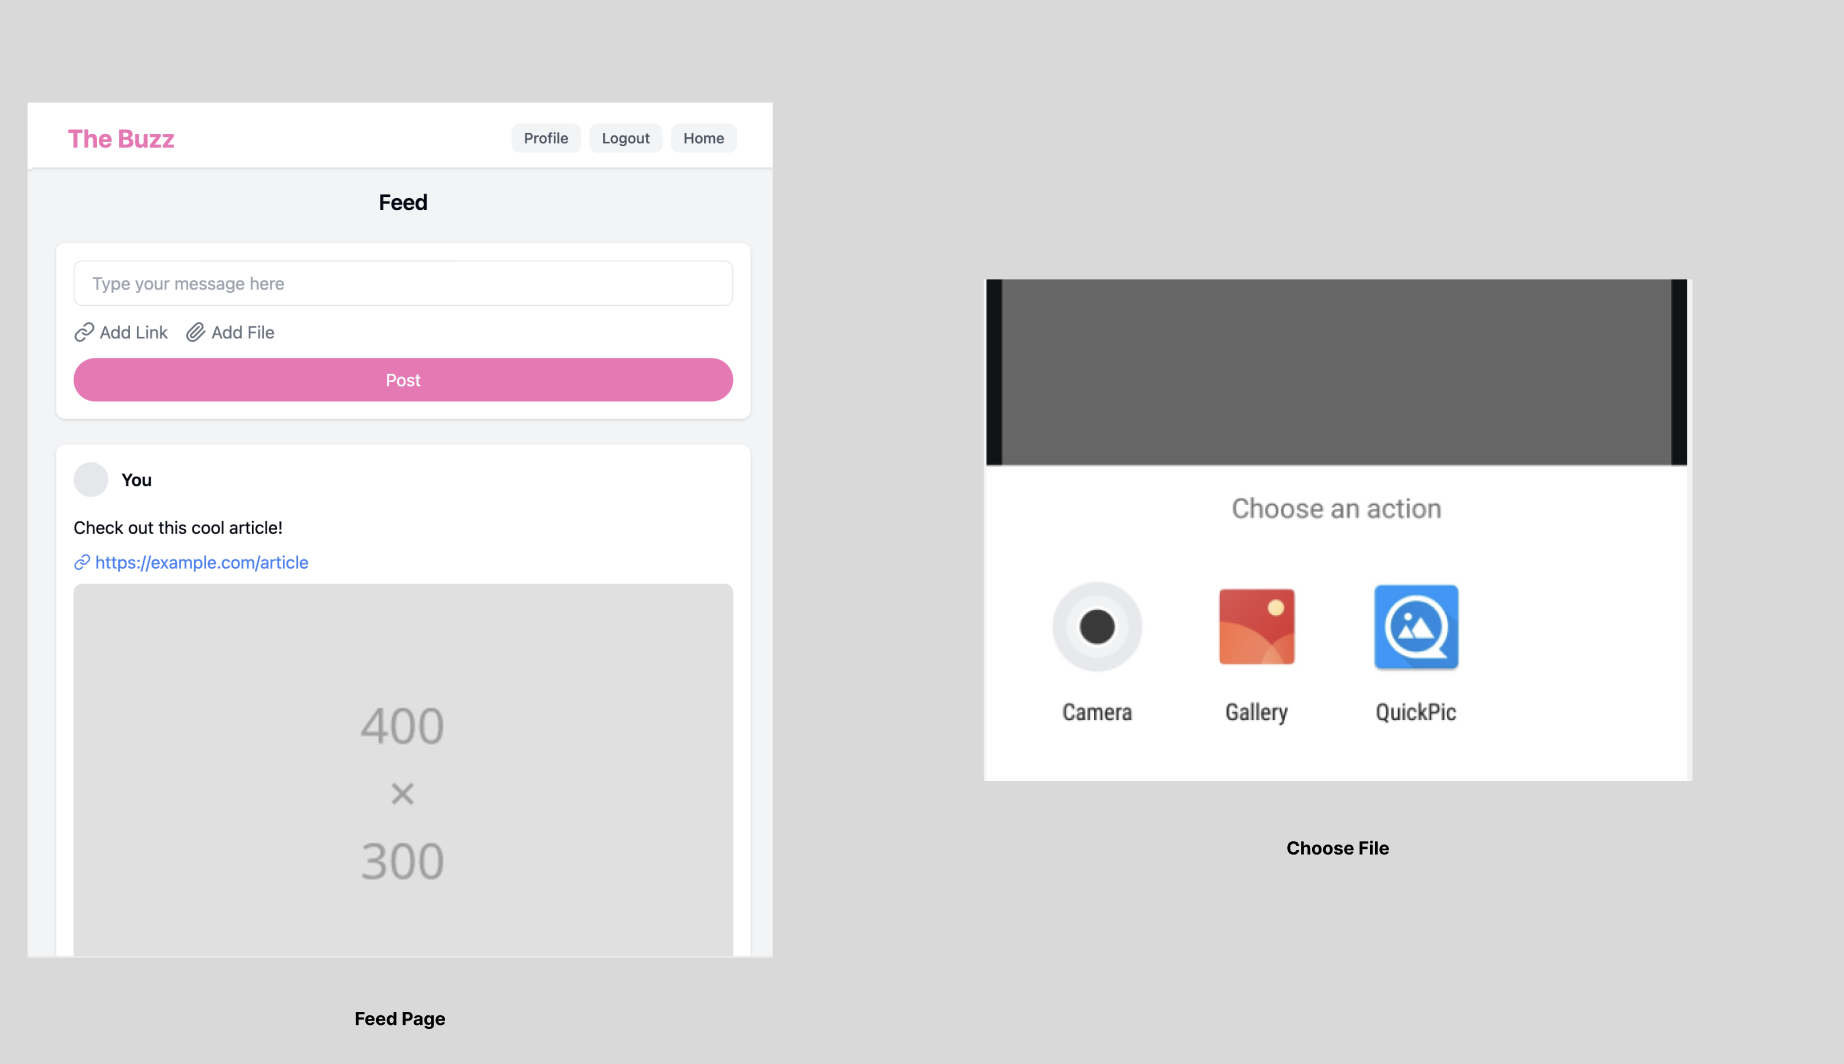 The Buzz
Profile Logout Home
Feed
Type your message here
Add Link Add File
Post
You
Check out this cool article!
https://example.com/article
400
×
300
Feed Page
Choose an action
Camera Gallery QuickPic
Choose File